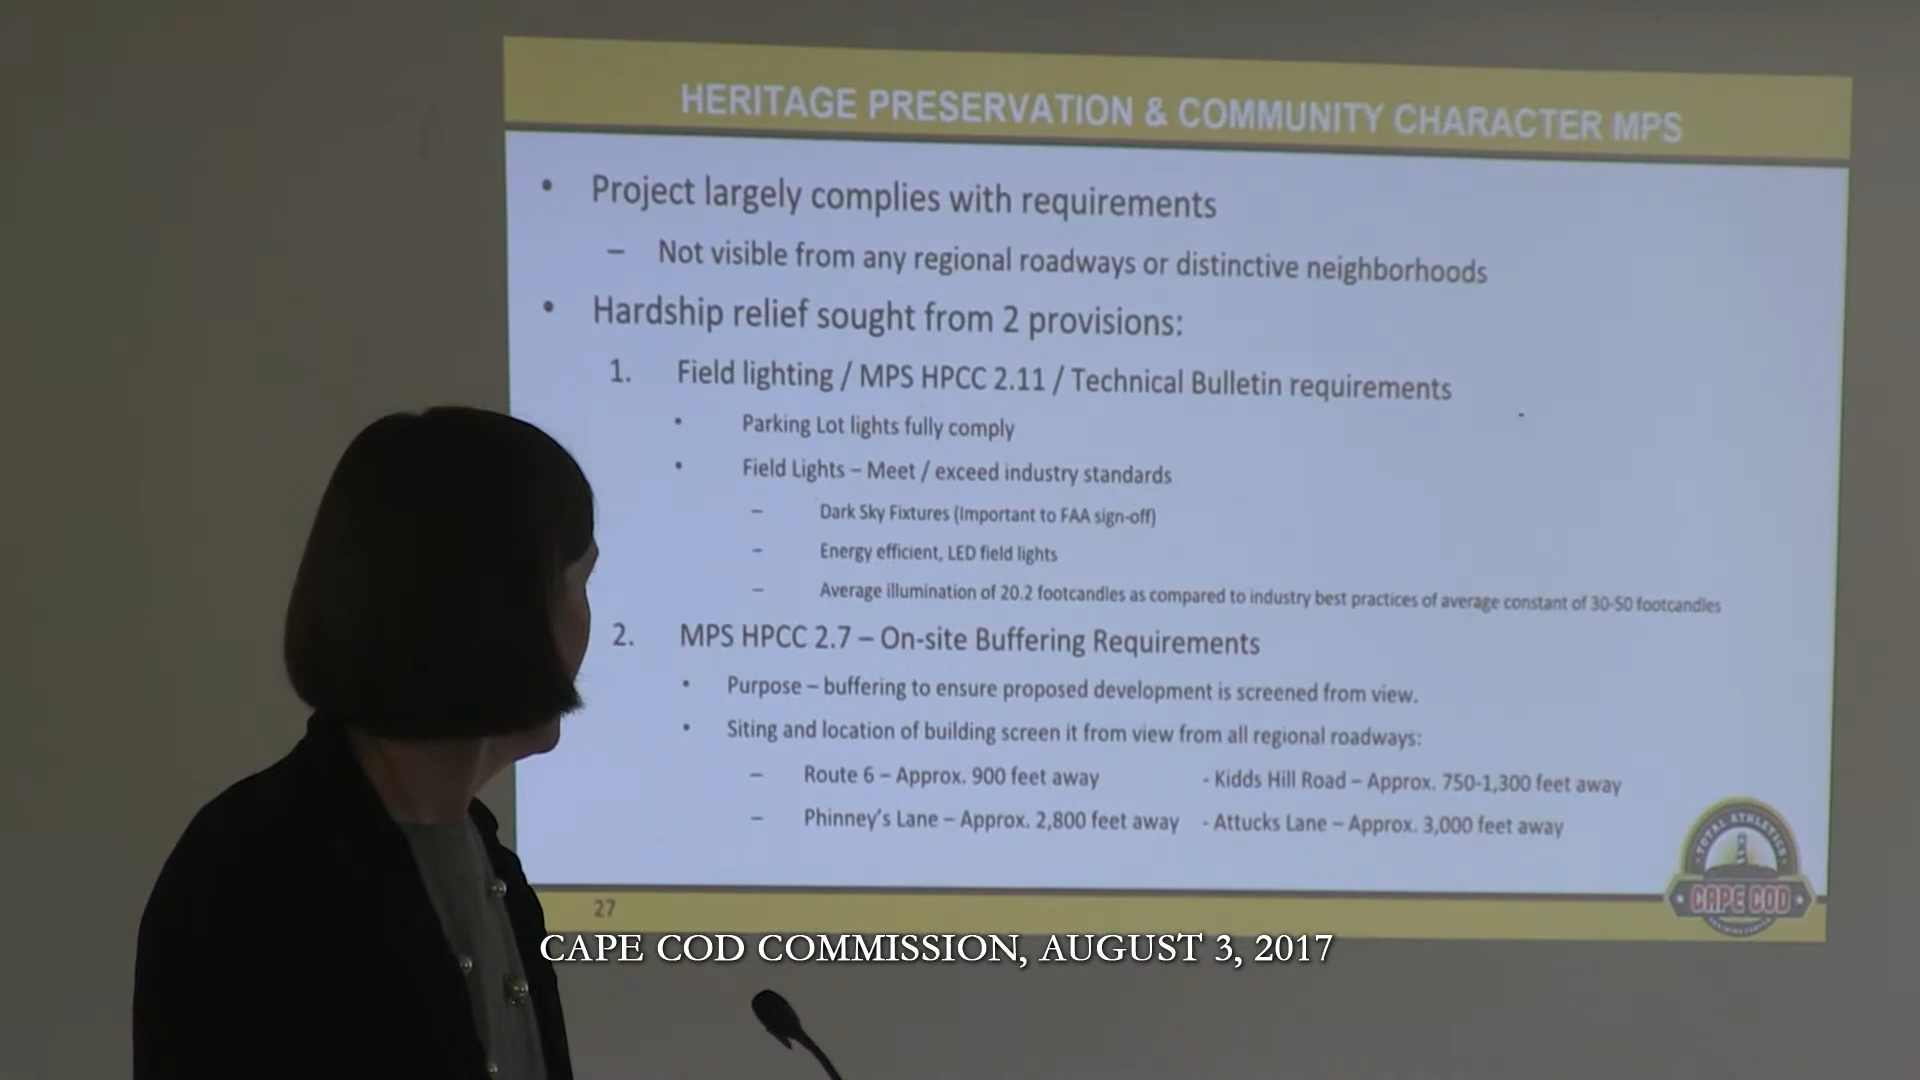 HERITAGE PRESERVATION & COMMUNITY CHARACTER MPS
• Project largely complies with requirements
– Not visible from any regional roadways or distinctive neighborhoods
• Hardship relief sought from 2 provisions:
1. Field lighting / MPS HPCC 2.11 / Technical Bulletin requirements
• Parking Lot lights fully comply
• Field Lights – Meet / exceed industry standards
– Dark Sky Fixtures (Important to FAA sign-off)
– Energy efficient, LED field lights
– Average illumination of 20.2 footcandles as compared to industry best practices of average constant of 30-50 footcandles
2. MPS HPCC 2.7 – On-site Buffering Requirements
• Purpose – buffering to ensure proposed development is screened from view.
• Siting and location of building screen it from view from all regional roadways:
– Route 6 – Approx. 900 feet away - Kidds Hill Road – Approx. 750-1,300 feet away
– Phinney's Lane – Approx. 2,800 feet away - Attucks Lane – Approx. 3,000 feet away
TOTAL ATHLETICS
CAPE COD
27
CAPE COD COMMISSION, AUGUST 3, 2017